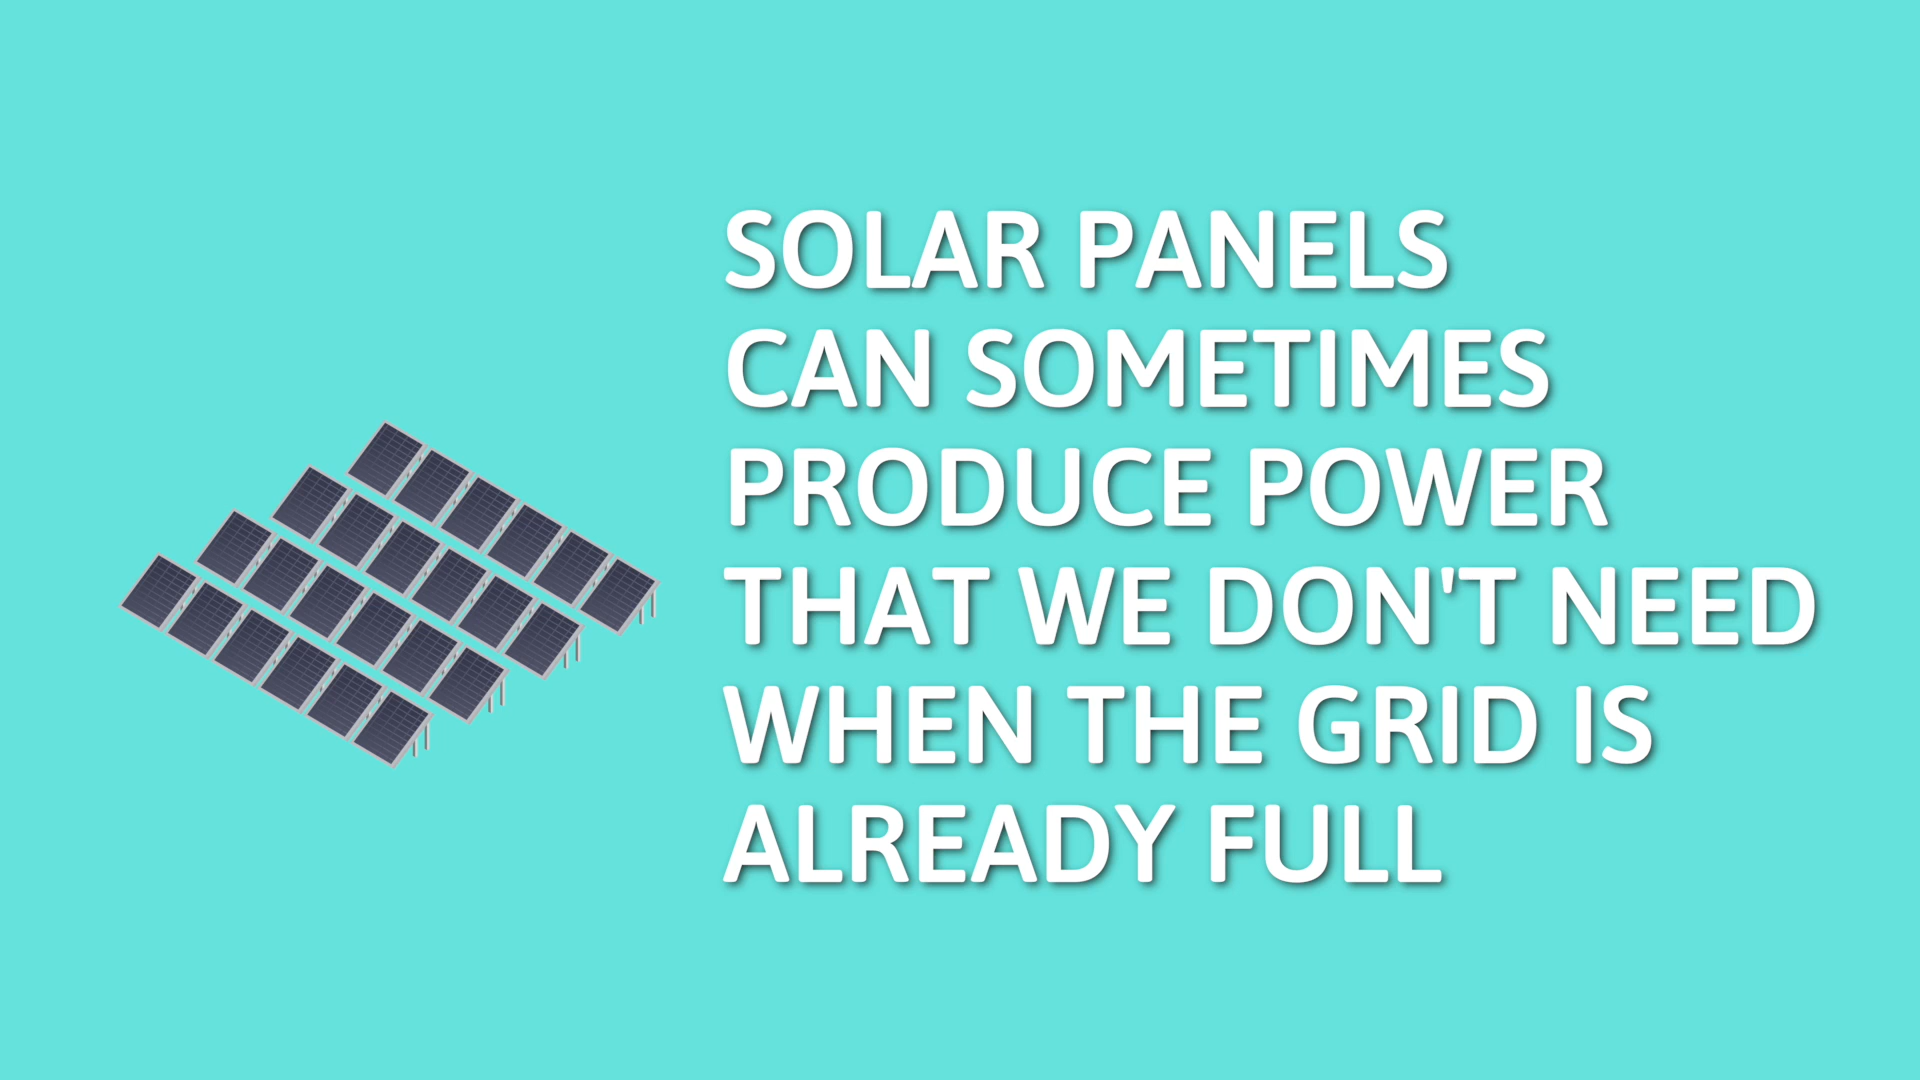 SOLAR PANELS
CAN SOMETIMES
PRODUCE POWER
THAT WE DON'T NEED
WHEN THE GRID IS
ALREADY FULL